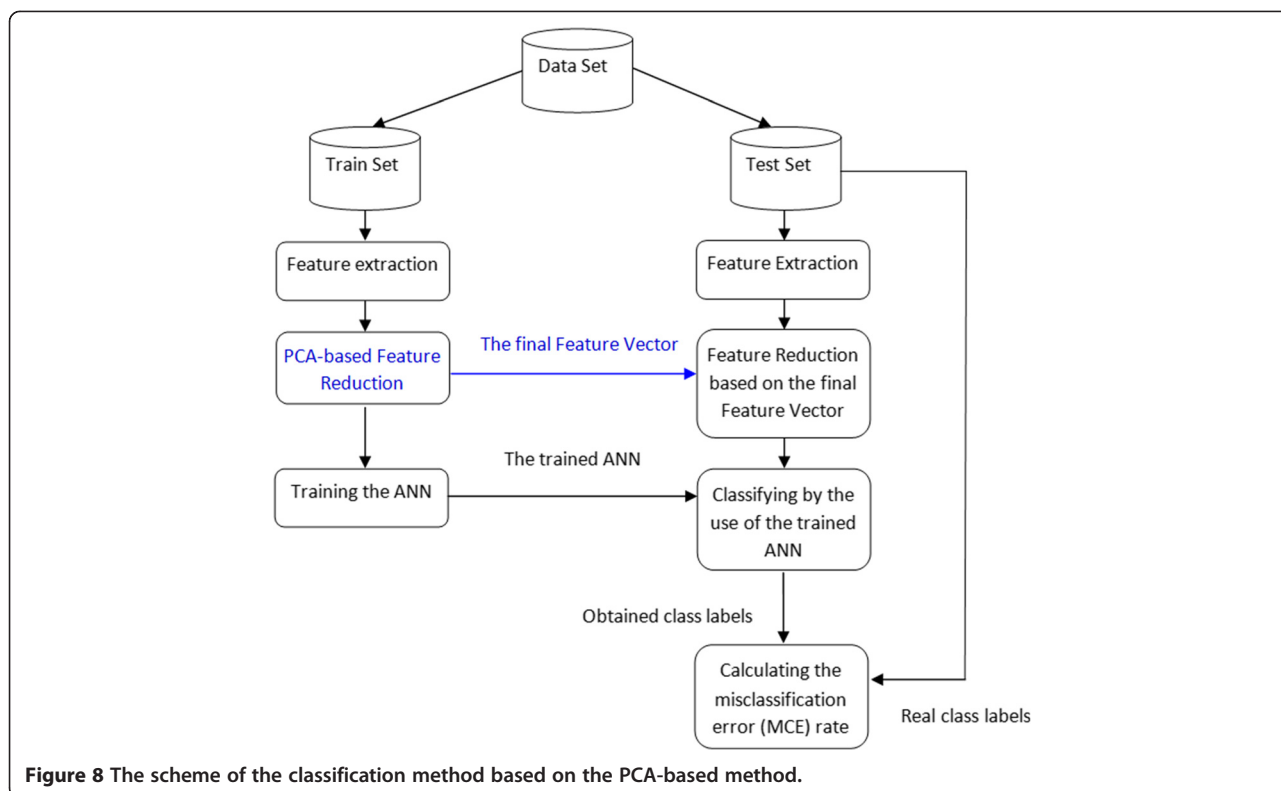 Data Set
Train Set
Test Set
Feature extraction
Feature Extraction
PCA-based Feature
Reduction
The final Feature Vector
Feature Reduction
based on the final
Feature Vector
Training the ANN
The trained ANN
Classifying by the
use of the trained
ANN
Obtained class labels
Calculating the
misclassification
error (MCE) rate
Real class labels
Figure 8 The scheme of the classification method based on the PCA-based method.